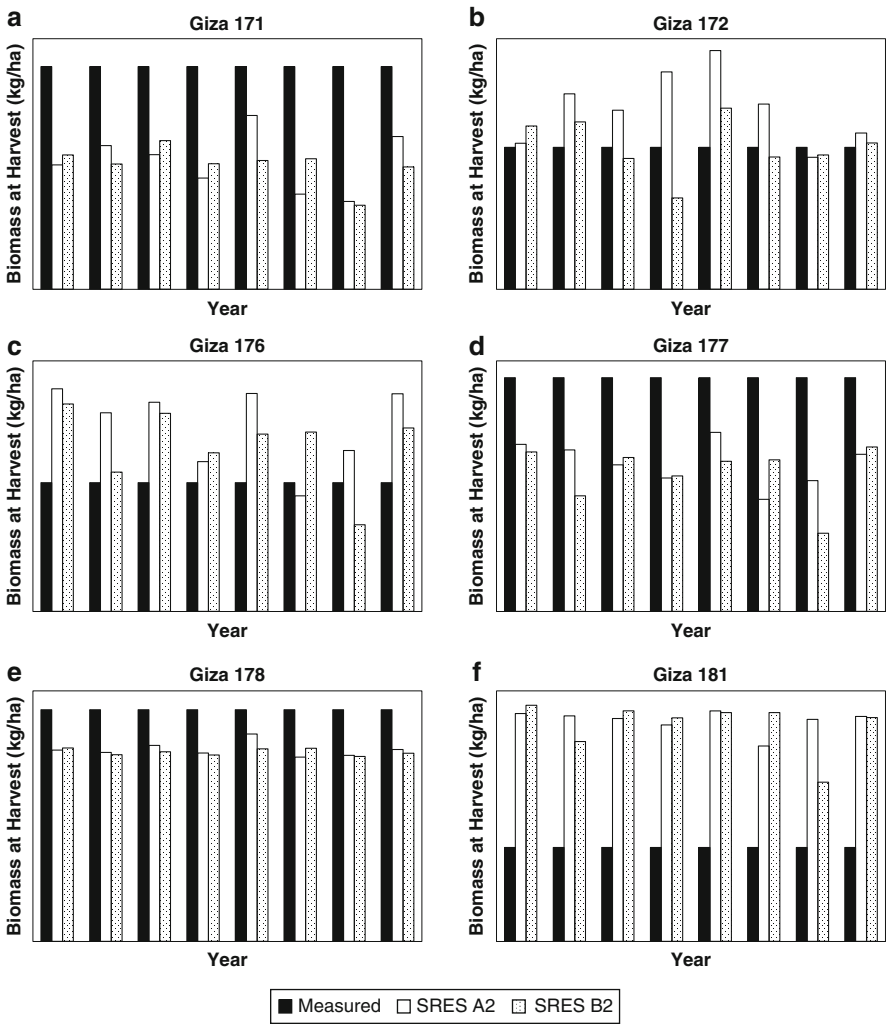 a
Giza 171
Biomass at Harvest (kg/ha)
Year
b
Giza 172
Biomass at Harvest (kg/ha)
Year
c
Giza 176
Biomass at Harvest (kg/ha)
Year
d
Giza 177
Biomass at Harvest (kg/ha)
Year
e
Giza 178
Biomass at Harvest (kg/ha)
Year
f
Giza 181
Biomass at Harvest (kg/ha)
Year
Measured SRES A2 SRES B2